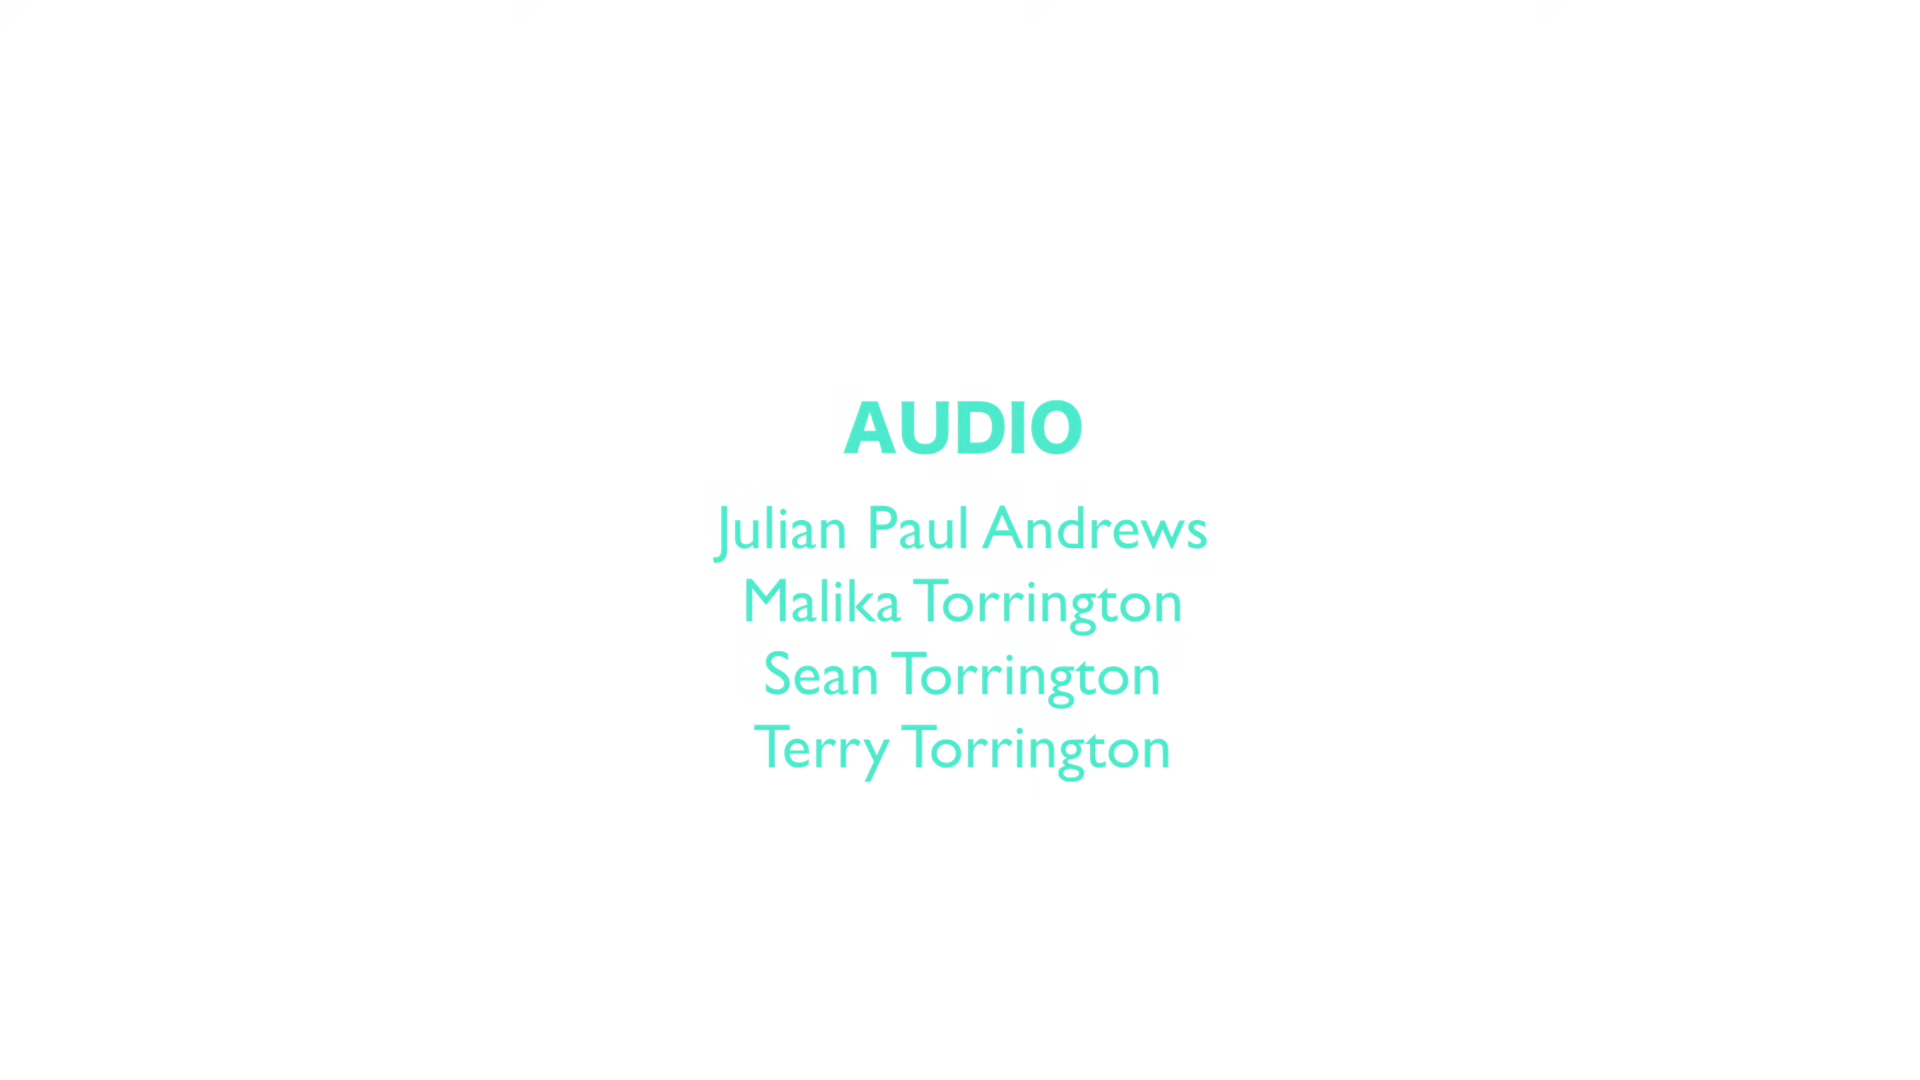 AUDIO
Julian Paul Andrews
Malika Torrington
Sean Torrington
Terry Torrington